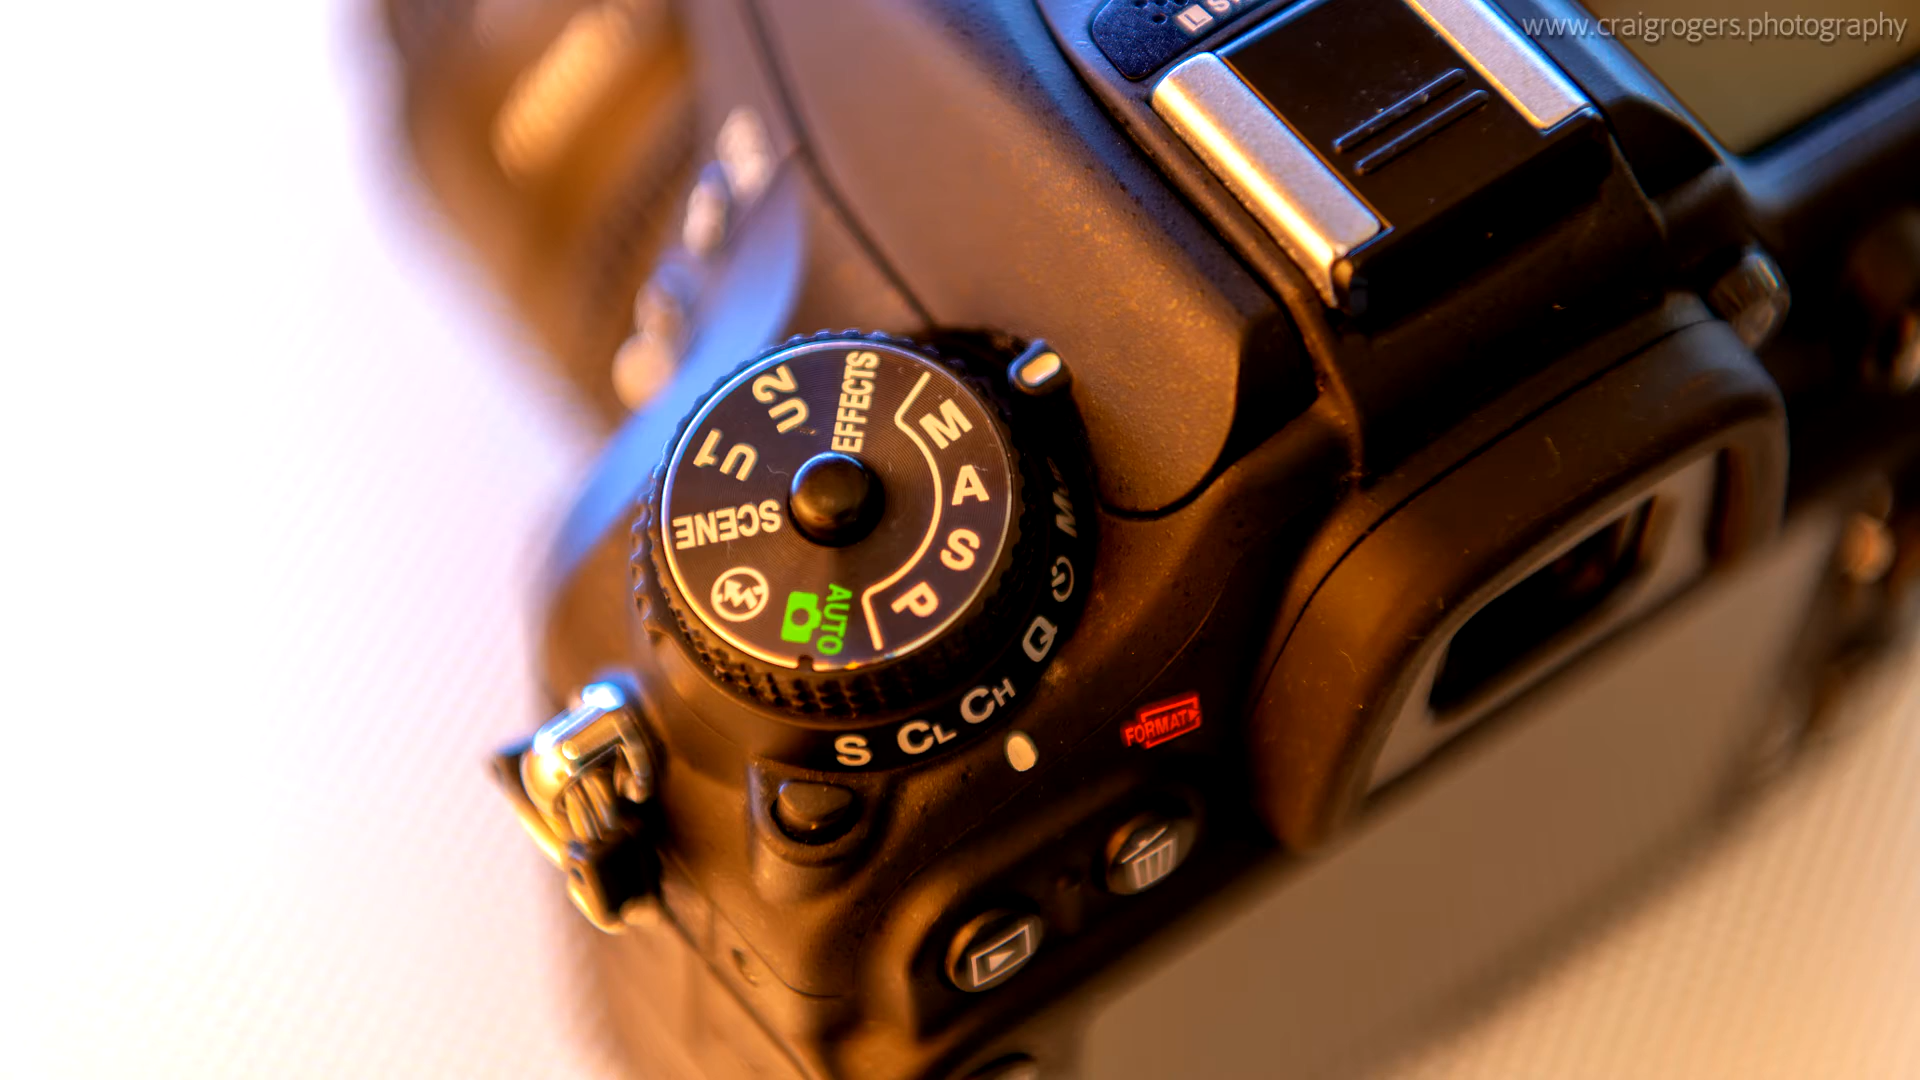 www.craigrogers.photography
L
EFFECTS
U2
U1
SCENE
AUTO
M
A
S
P
Q
CH
CL
S
FORMAT